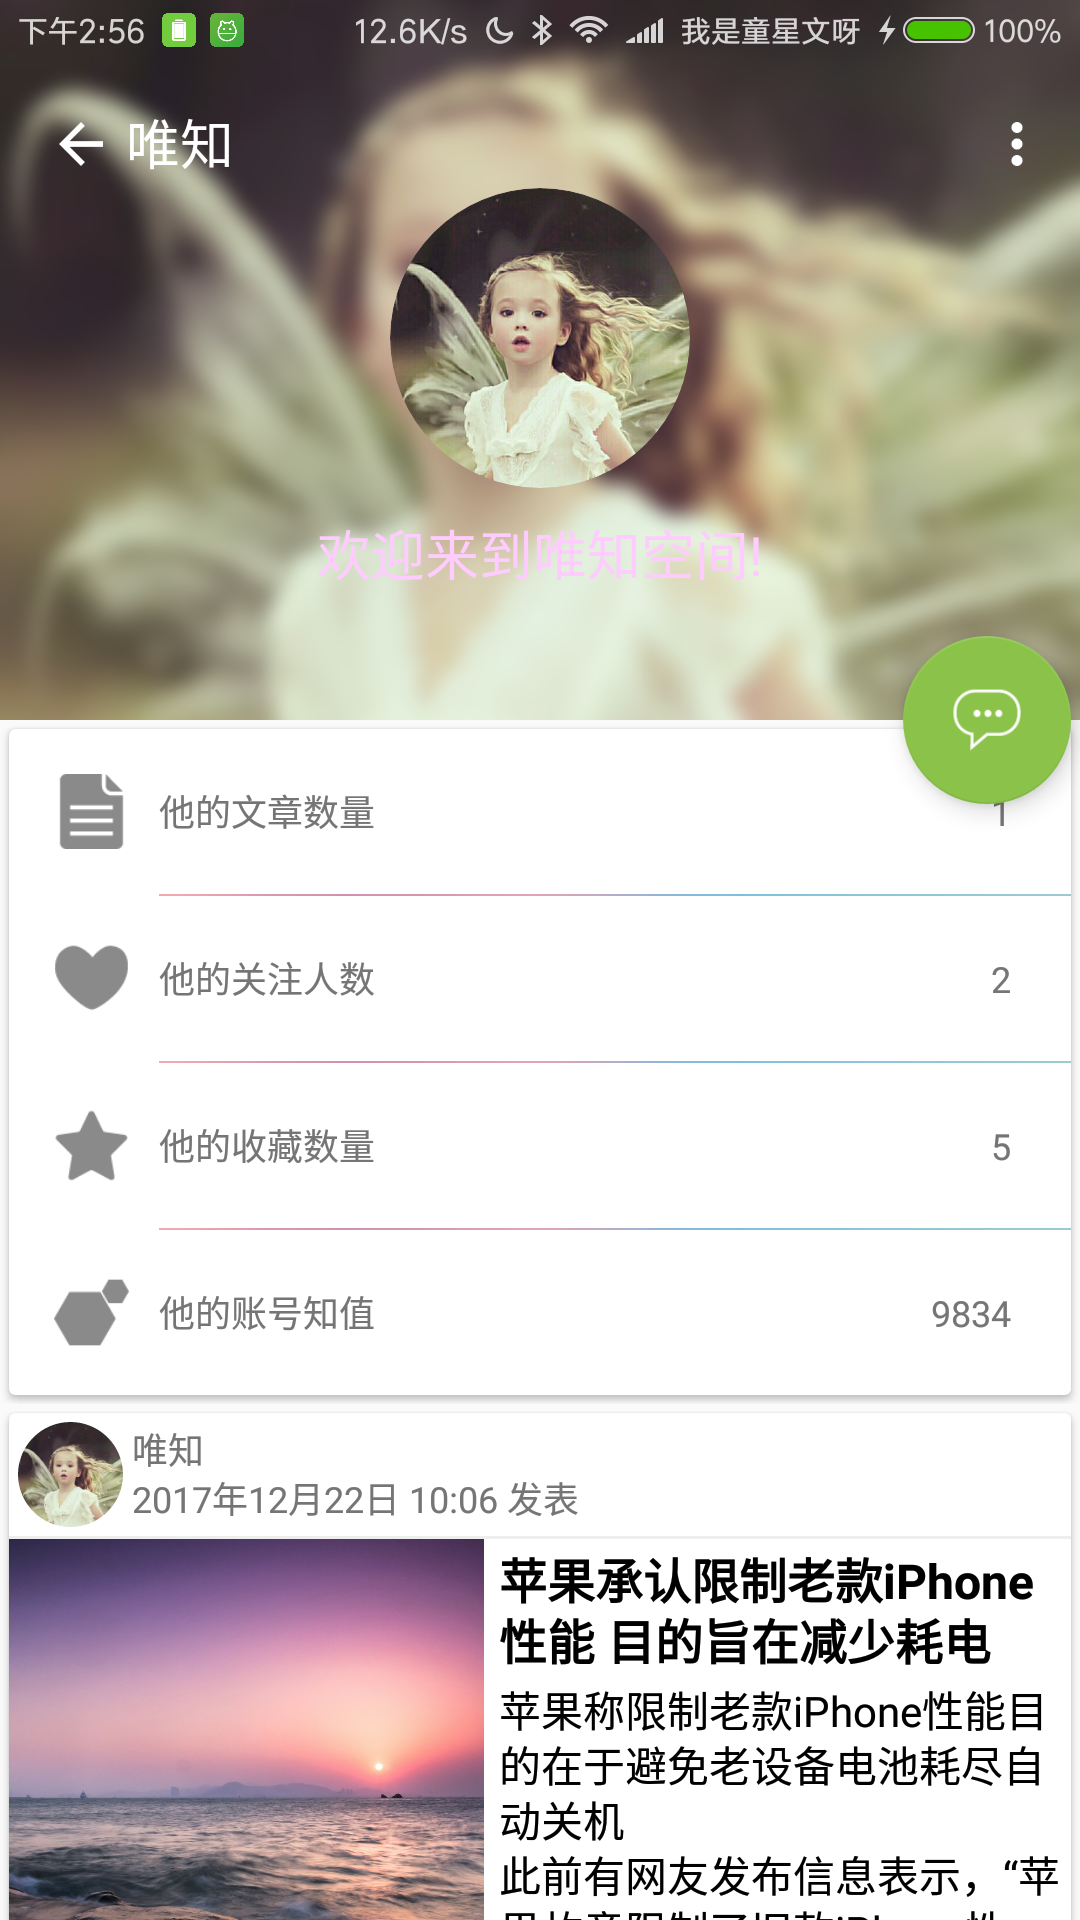 下午2:56 12.6K/s 我是童星文呀 100%
唯知
欢迎来到唯知空间!
他的文章数量 1
他的关注人数 2
他的收藏数量 5
他的账号知值 9834
唯知
2017年12月22日 10:06 发表
苹果承认限制老款iPhone
性能 目的旨在减少耗电
苹果称限制老款iPhone性能目
的在于避免老设备电池耗尽自
动关机
此前有网友发布信息表示，“苹